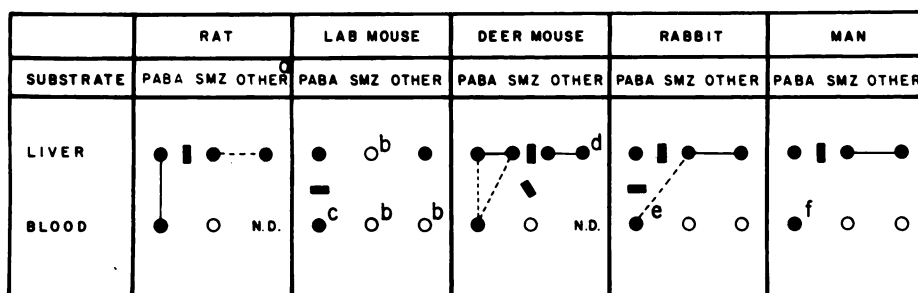 RAT LAB MOUSE DEER MOUSE RABBIT MAN
SUBSTRATE PABA SMZ OTHER a PABA SMZ OTHER PABA SMZ OTHER PABA SMZ OTHER PABA SMZ OTHER
LIVER b d
c b b N.D. e f
BLOOD N.D.